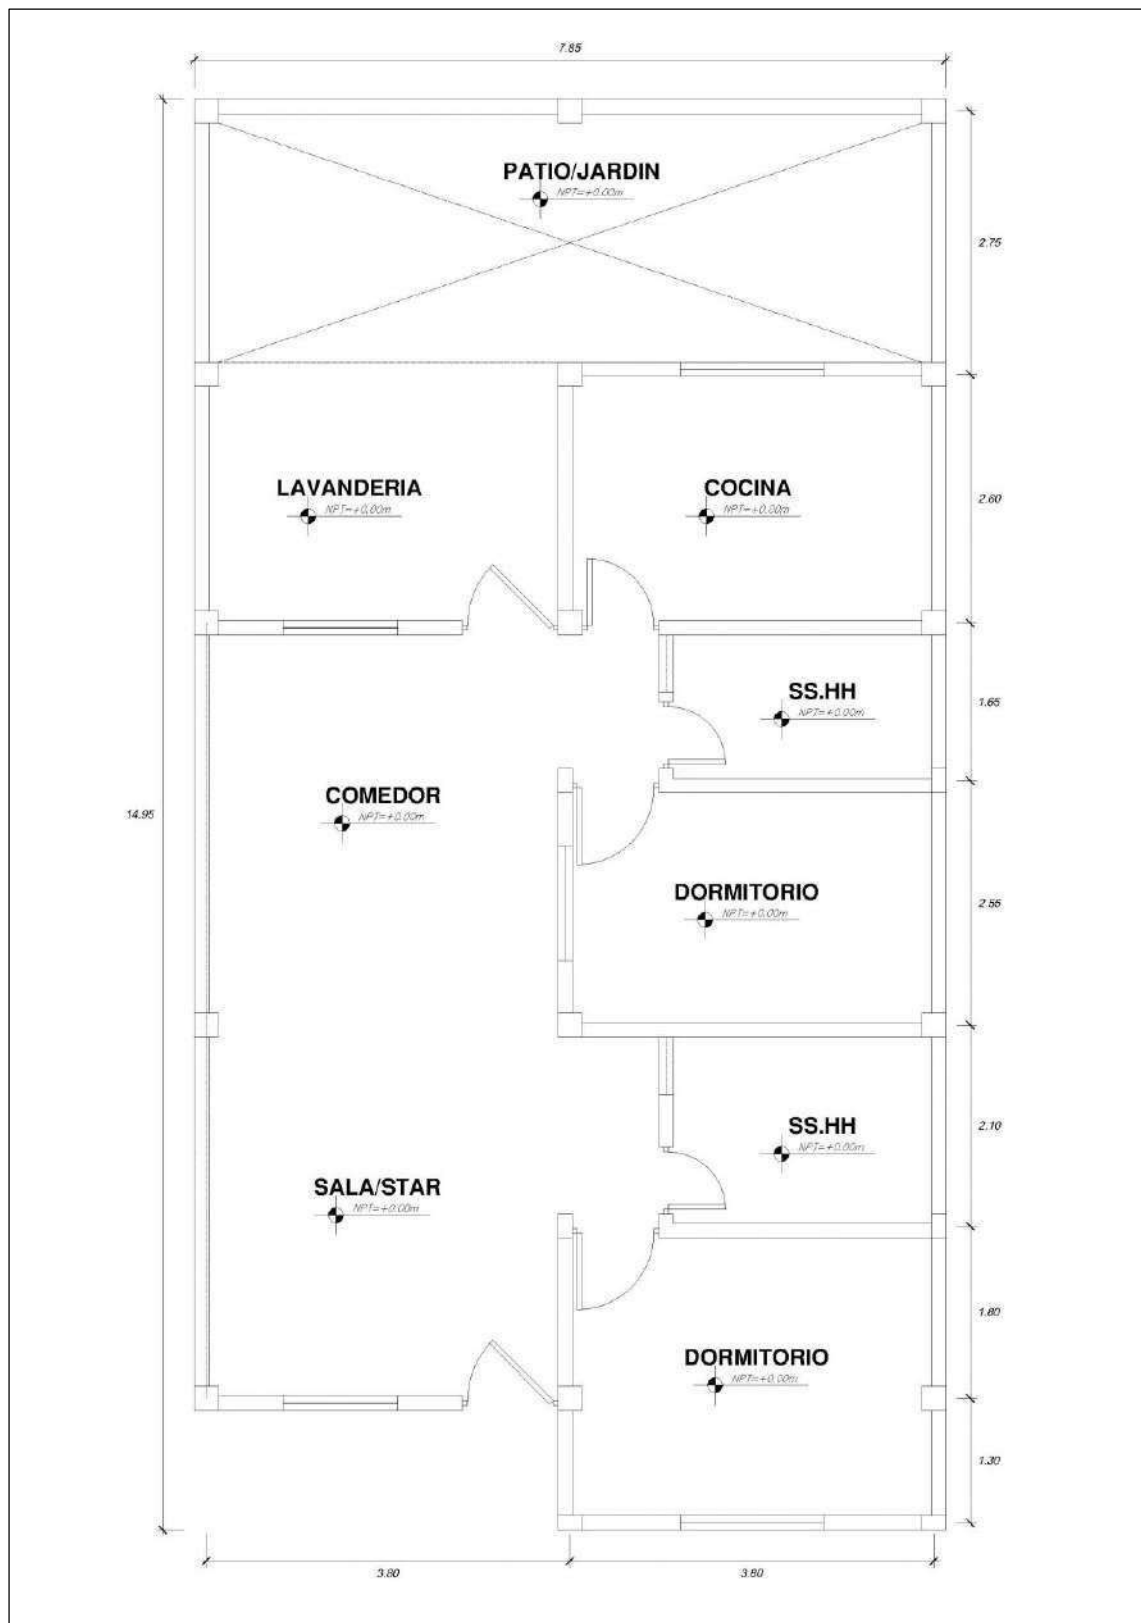 7.85
PATIO/JARDIN
NPT=+0.00m
2.75
LAVANDERIA
NPT=+0.00m
COCINA
NPT=+0.00m
2.60
SS.HH
NPT=+0.00m
1.65
14.95
COMEDOR
NPT=+0.00m
DORMITORIO
NPT=+0.00m
2.55
SS.HH
NPT=+0.00m
2.10
SALA/STAR
NPT=+0.00m
1.80
DORMITORIO
NPT=+0.00m
1.30
3.80
3.80